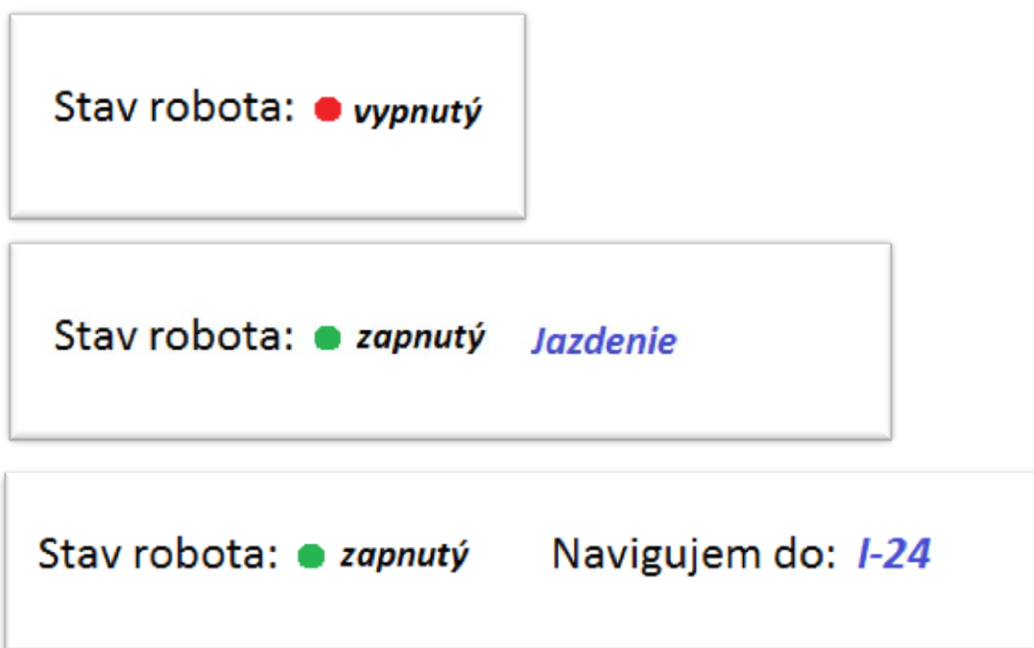 Stav robota: vypnutý
Stav robota: zapnutý Jazdenie
Stav robota: zapnutý Navigujem do: I-24